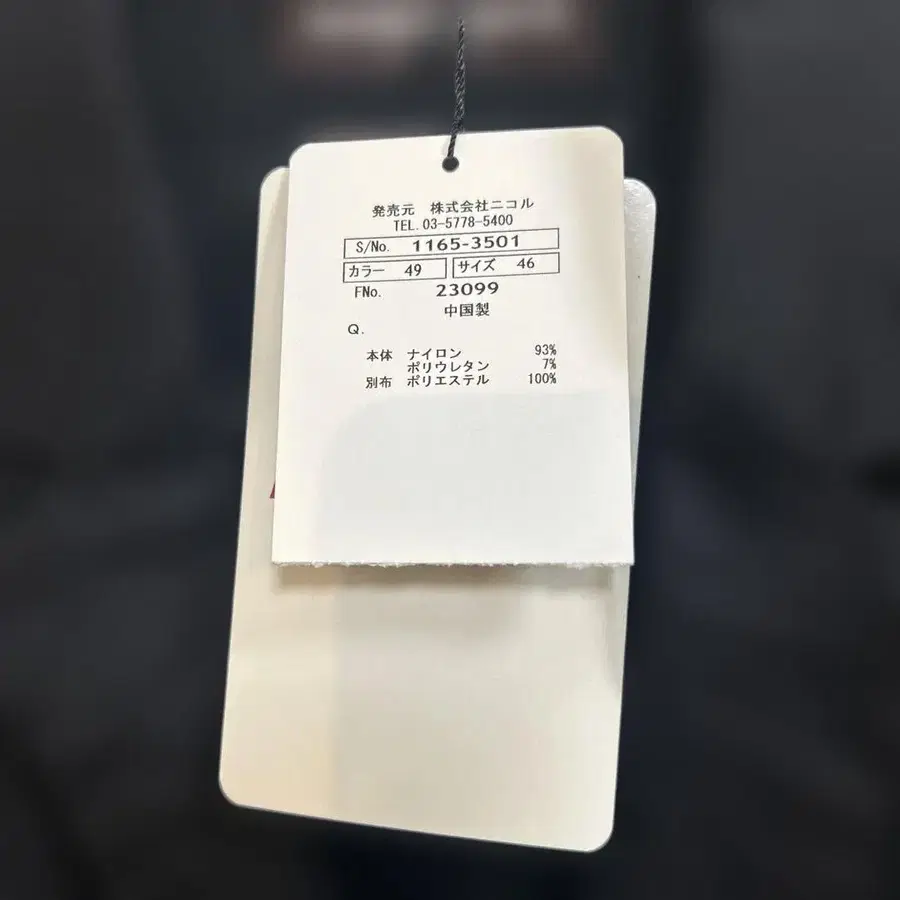 発売元 株式会社ニコル
TEL.03-5778-5400
S/No. 1165-3501
カラー 49 サイズ 46
FNo. 23099
中国製
Q.
本体 ナイロン 93%
ポリウレタン 7%
別布 ポリエステル 100%